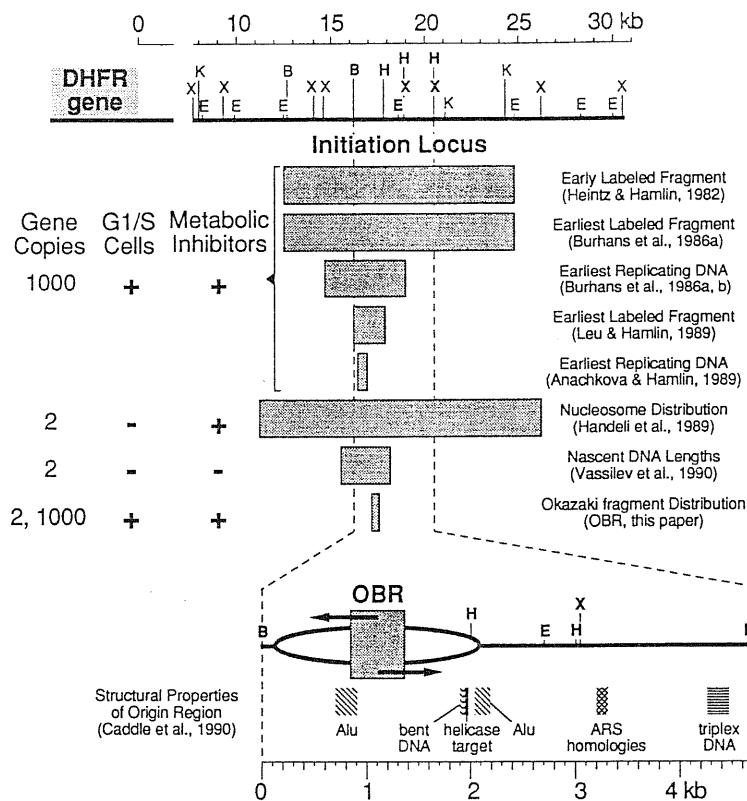 0 10 15 20 25 30 kb
DHFR gene
K B B H H H K
X X X X X X X X
E E E E K E E E
Initiation Locus
Gene Copies
G1/S Cells
Metabolic Inhibitors
Early Labeled Fragment
(Heintz & Hamlin, 1982)
Earliest Labeled Fragment
(Burhans et al., 1986a)
1000 + +
Earliest Replicating DNA
(Burhans et al., 1986a, b)
Earliest Labeled Fragment
(Leu & Hamlin, 1989)
Earliest Replicating DNA
(Anachkova & Hamlin, 1989)
2 - +
Nucleosome Distribution
(Handeli et al., 1989)
2 - -
Nascent DNA Lengths
(Vassilev et al., 1990)
2, 1000 + +
Okazaki fragment Distribution
(OBR, this paper)
OBR
B H E H X
Structural Properties
of Origin Region
(Caddle et al., 1990)
Alu
bent DNA
helicase target
Alu
ARS homologies
triplex DNA
0 1 2 3 4 kb